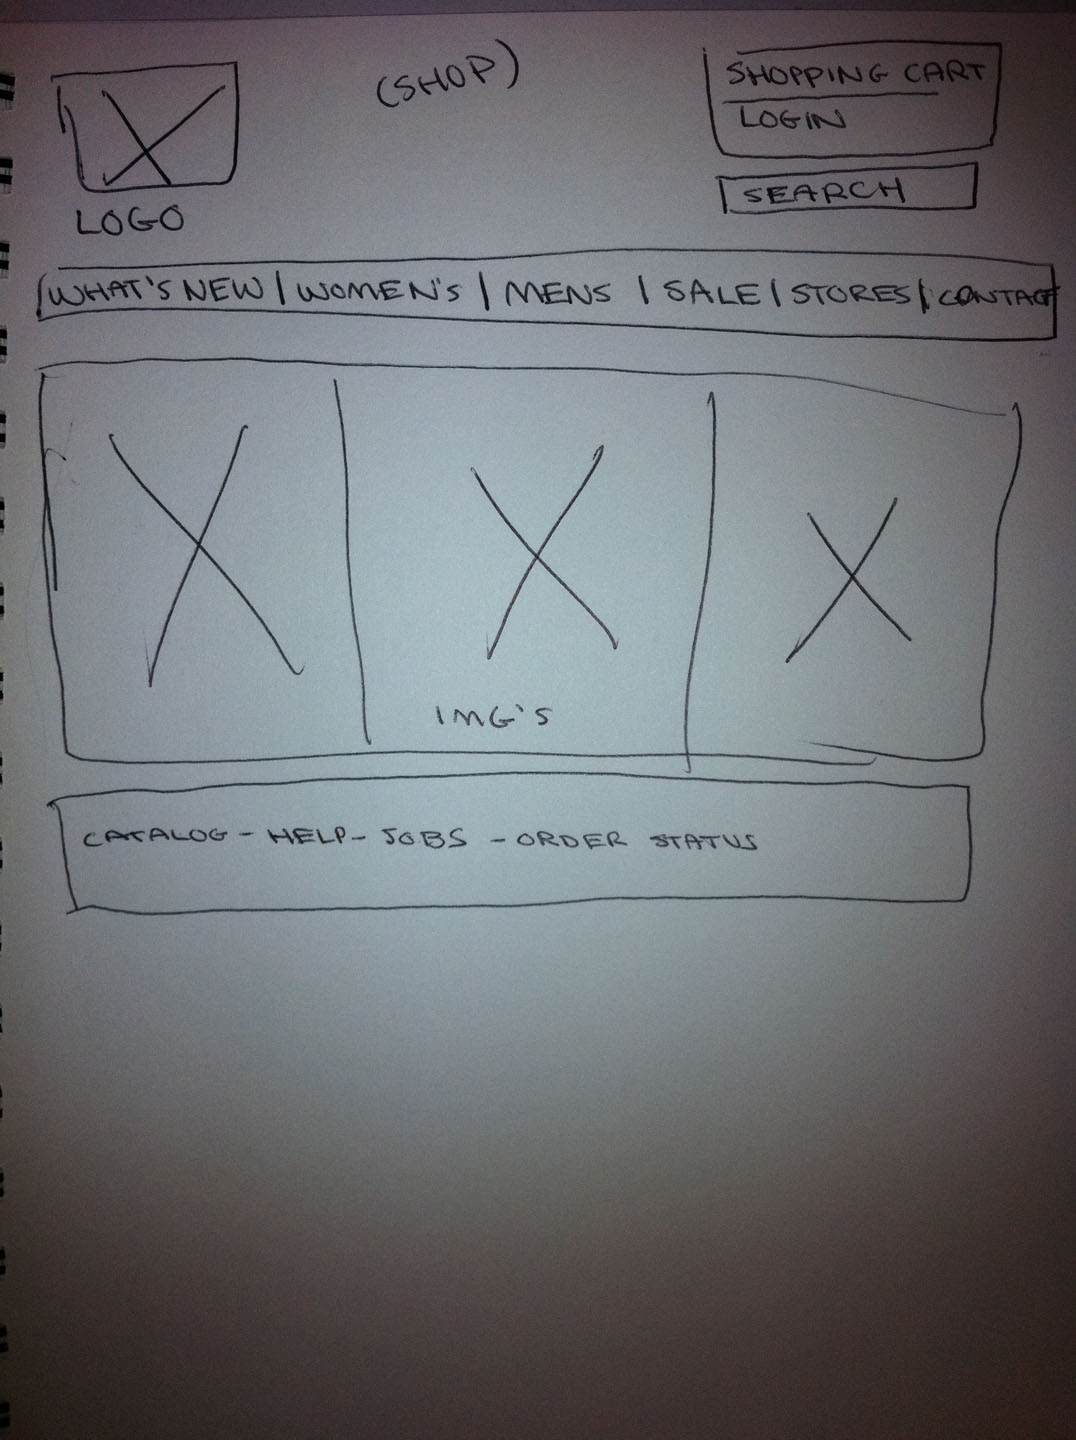 (SHOP)
SHOPPING CART
LOGIN
SEARCH
LOGO
WHAT'S NEW | WOMEN'S | MENS | SALE | STORES | CONTACT
IMG'S
CATALOG - HELP - JOBS - ORDER STATUS